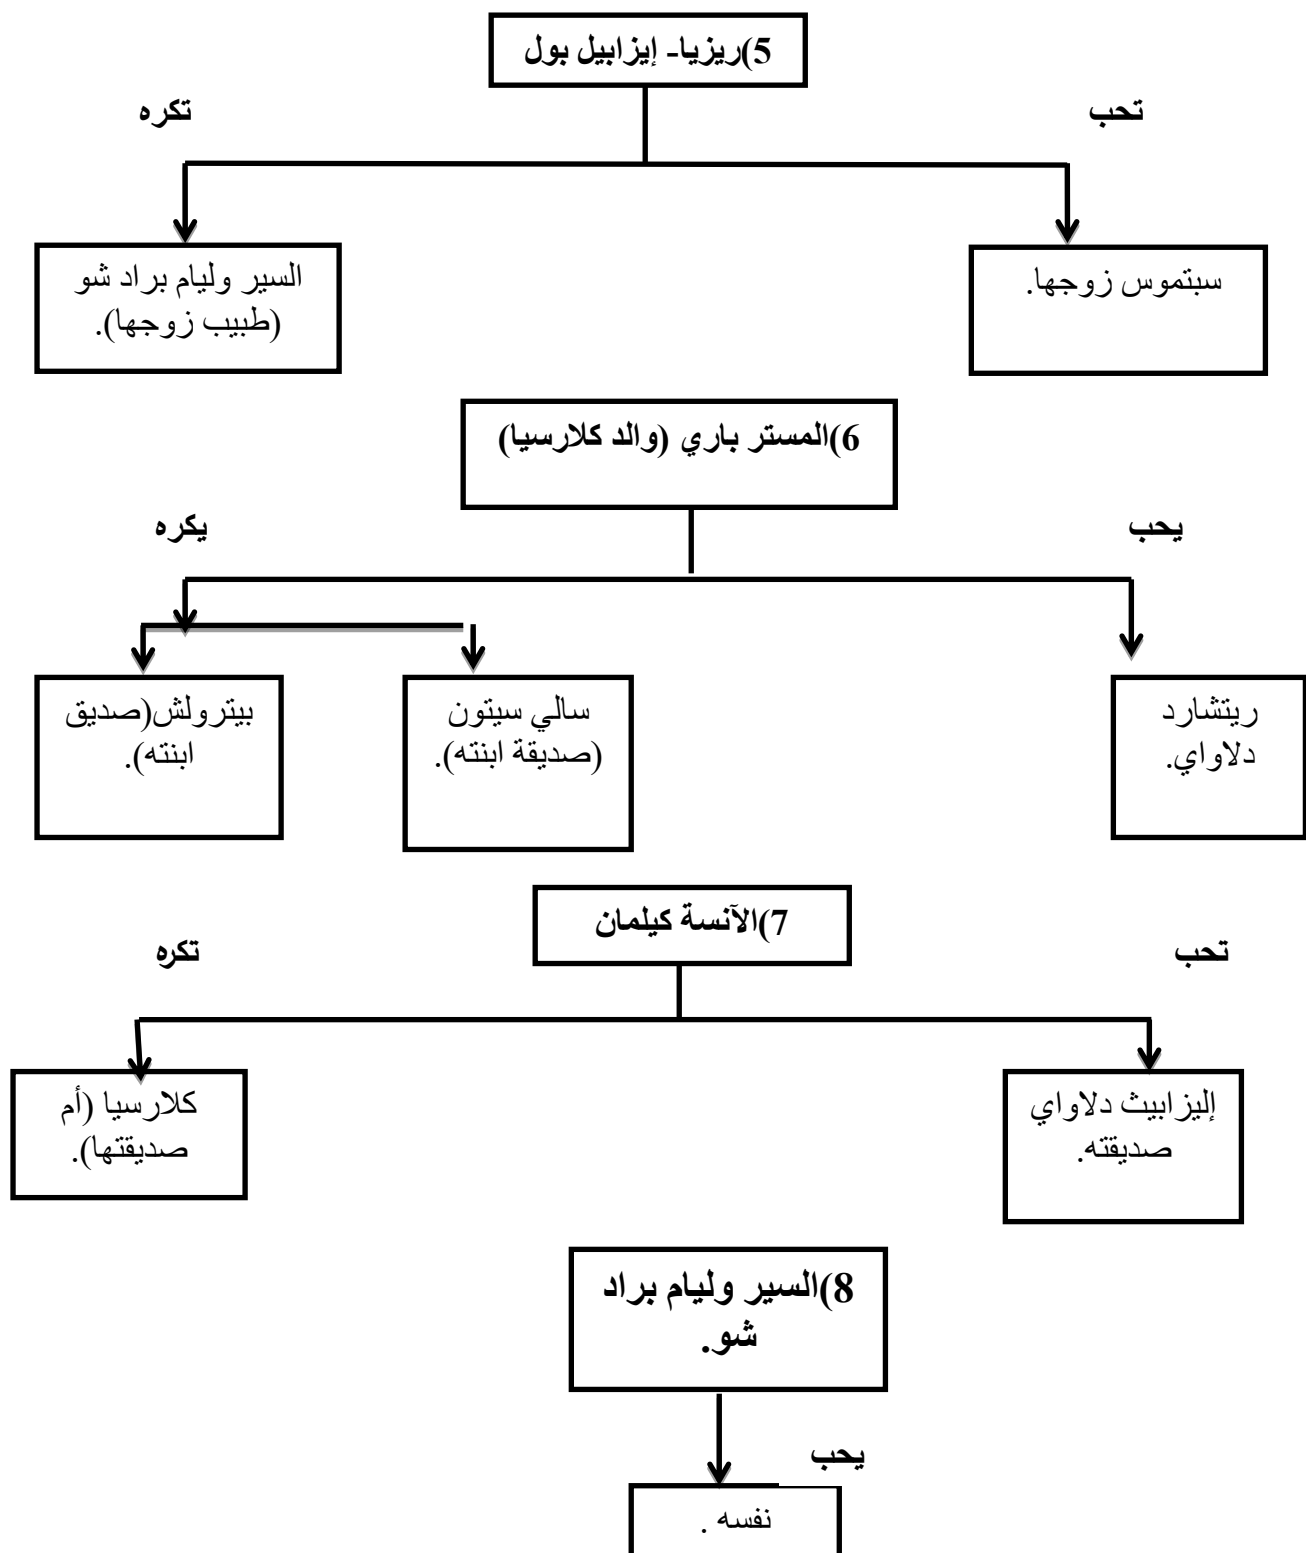 5)ريزيا- إيزابيل بول
تحب
تكره
سبتموس زوجها.
السير وليام براد شو
(طبيب زوجها).
6)المستر باري (والد كلارسيا)
يحب
يكره
ريتشارد
دلاواي.
سالي سيتون
(صديقة ابنته).
بيترولش(صديق
ابنته).
7)الآنسة كيلمان
تحب
تكره
إليزابيث دلاواي
صديقته.
كلارسيا (أم
صديقتها).
8)السير وليام براد
شو.
يحب
نفسه .